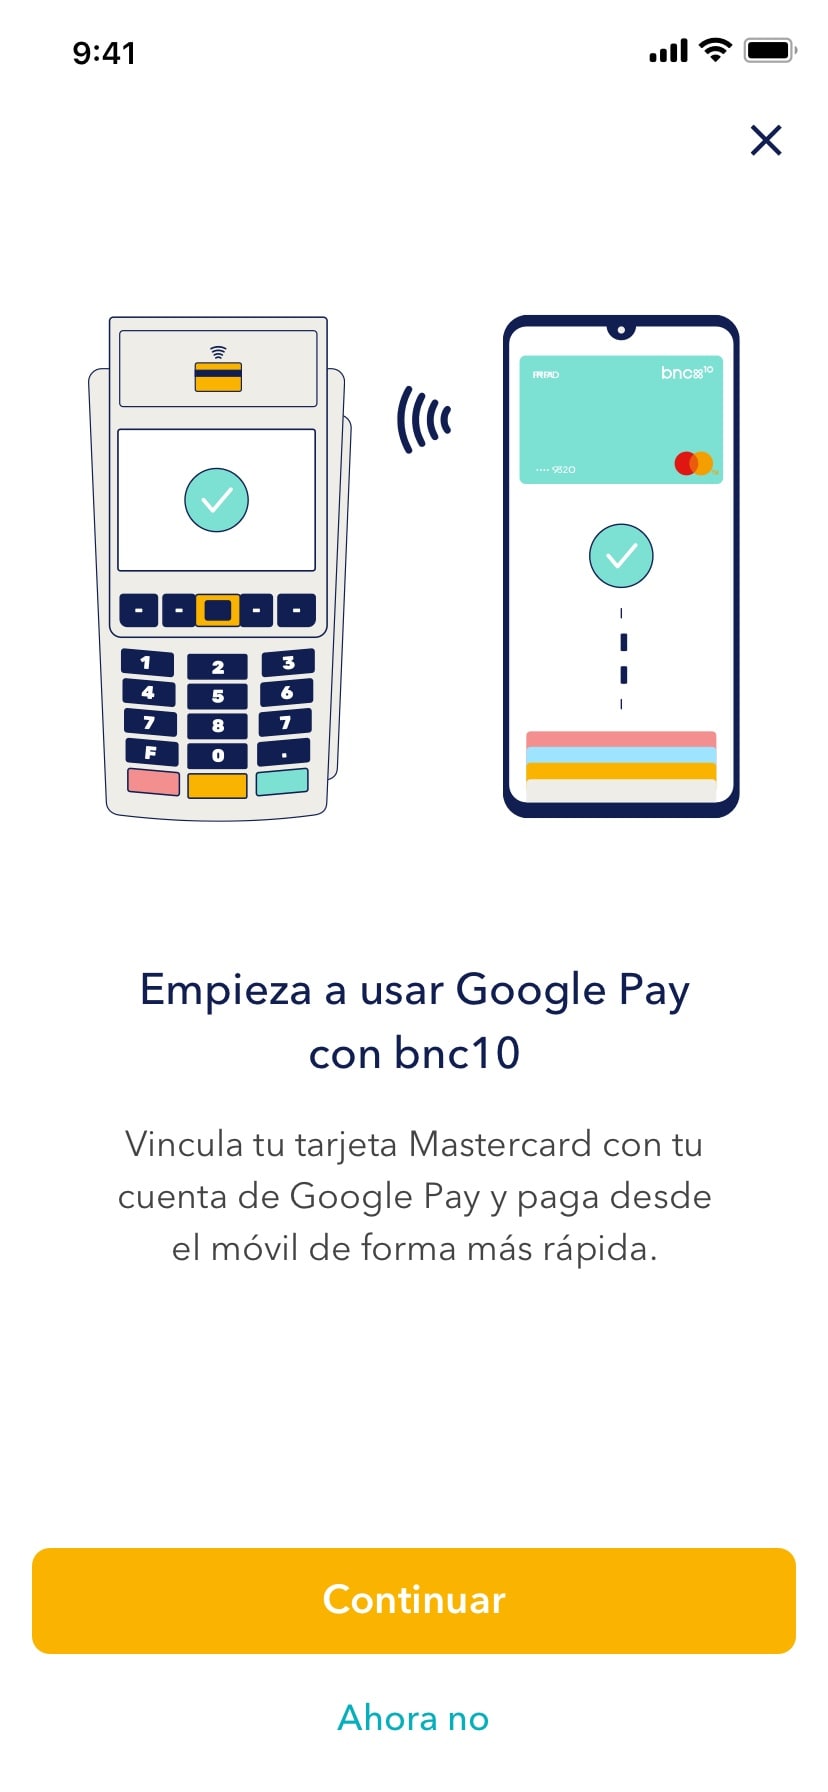 9:41
bnc10
.... 9820
1 2 3
4 5 6
7 8 7
F 0 .
Empieza a usar Google Pay
con bnc10
Vincula tu tarjeta Mastercard con tu
cuenta de Google Pay y paga desde
el móvil de forma más rápida.
Continuar
Ahora no